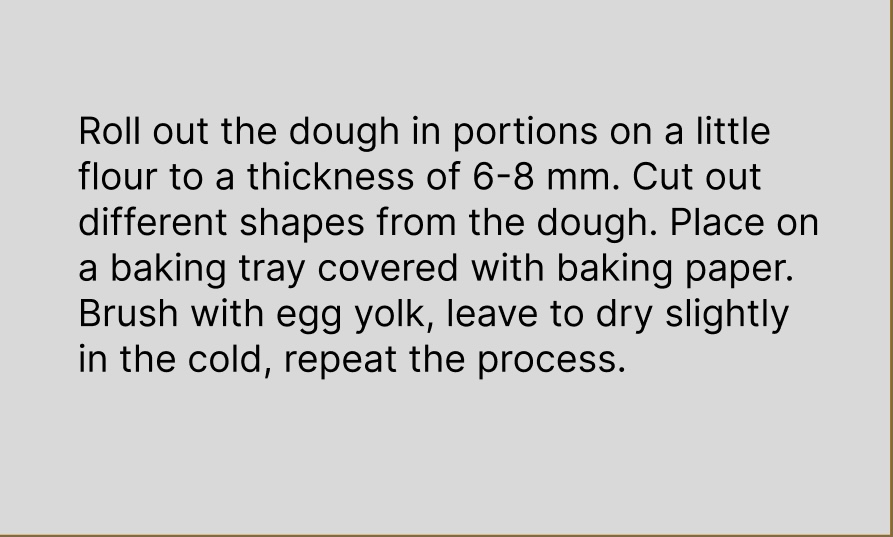 Roll out the dough in portions on a little
flour to a thickness of 6-8 mm. Cut out
different shapes from the dough. Place on
a baking tray covered with baking paper.
Brush with egg yolk, leave to dry slightly
in the cold, repeat the process.